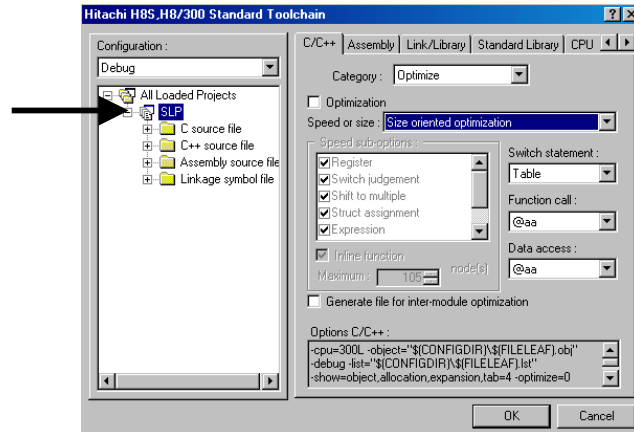 Hitachi H8S,H8/300 Standard Toolchain
Configuration :
Debug
All Loaded Projects
SLP
C source file
C++ source file
Assembly source file
Linkage symbol file
C/C++ Assembly Link/Library Standard Library CPU
Category : Optimize
Optimization
Speed or size : Size oriented optimization
Speed sub-options :
Register
Switch judgement
Shift to multiple
Struct assignment
Expression
Inline function
Maximum : 105 node[s]
Switch statement :
Table
Function call :
@aa
Data access :
@aa
Generate file for inter-module optimization
Options C/C++ :
-cpu=300L -object="$(CONFIGDIR)\$(FILELEAF).obj"
-debug -list="$(CONFIGDIR)\$(FILELEAF).lst"
-show=object,allocation,expansion,tab=4 -optimize=0
OK Cancel